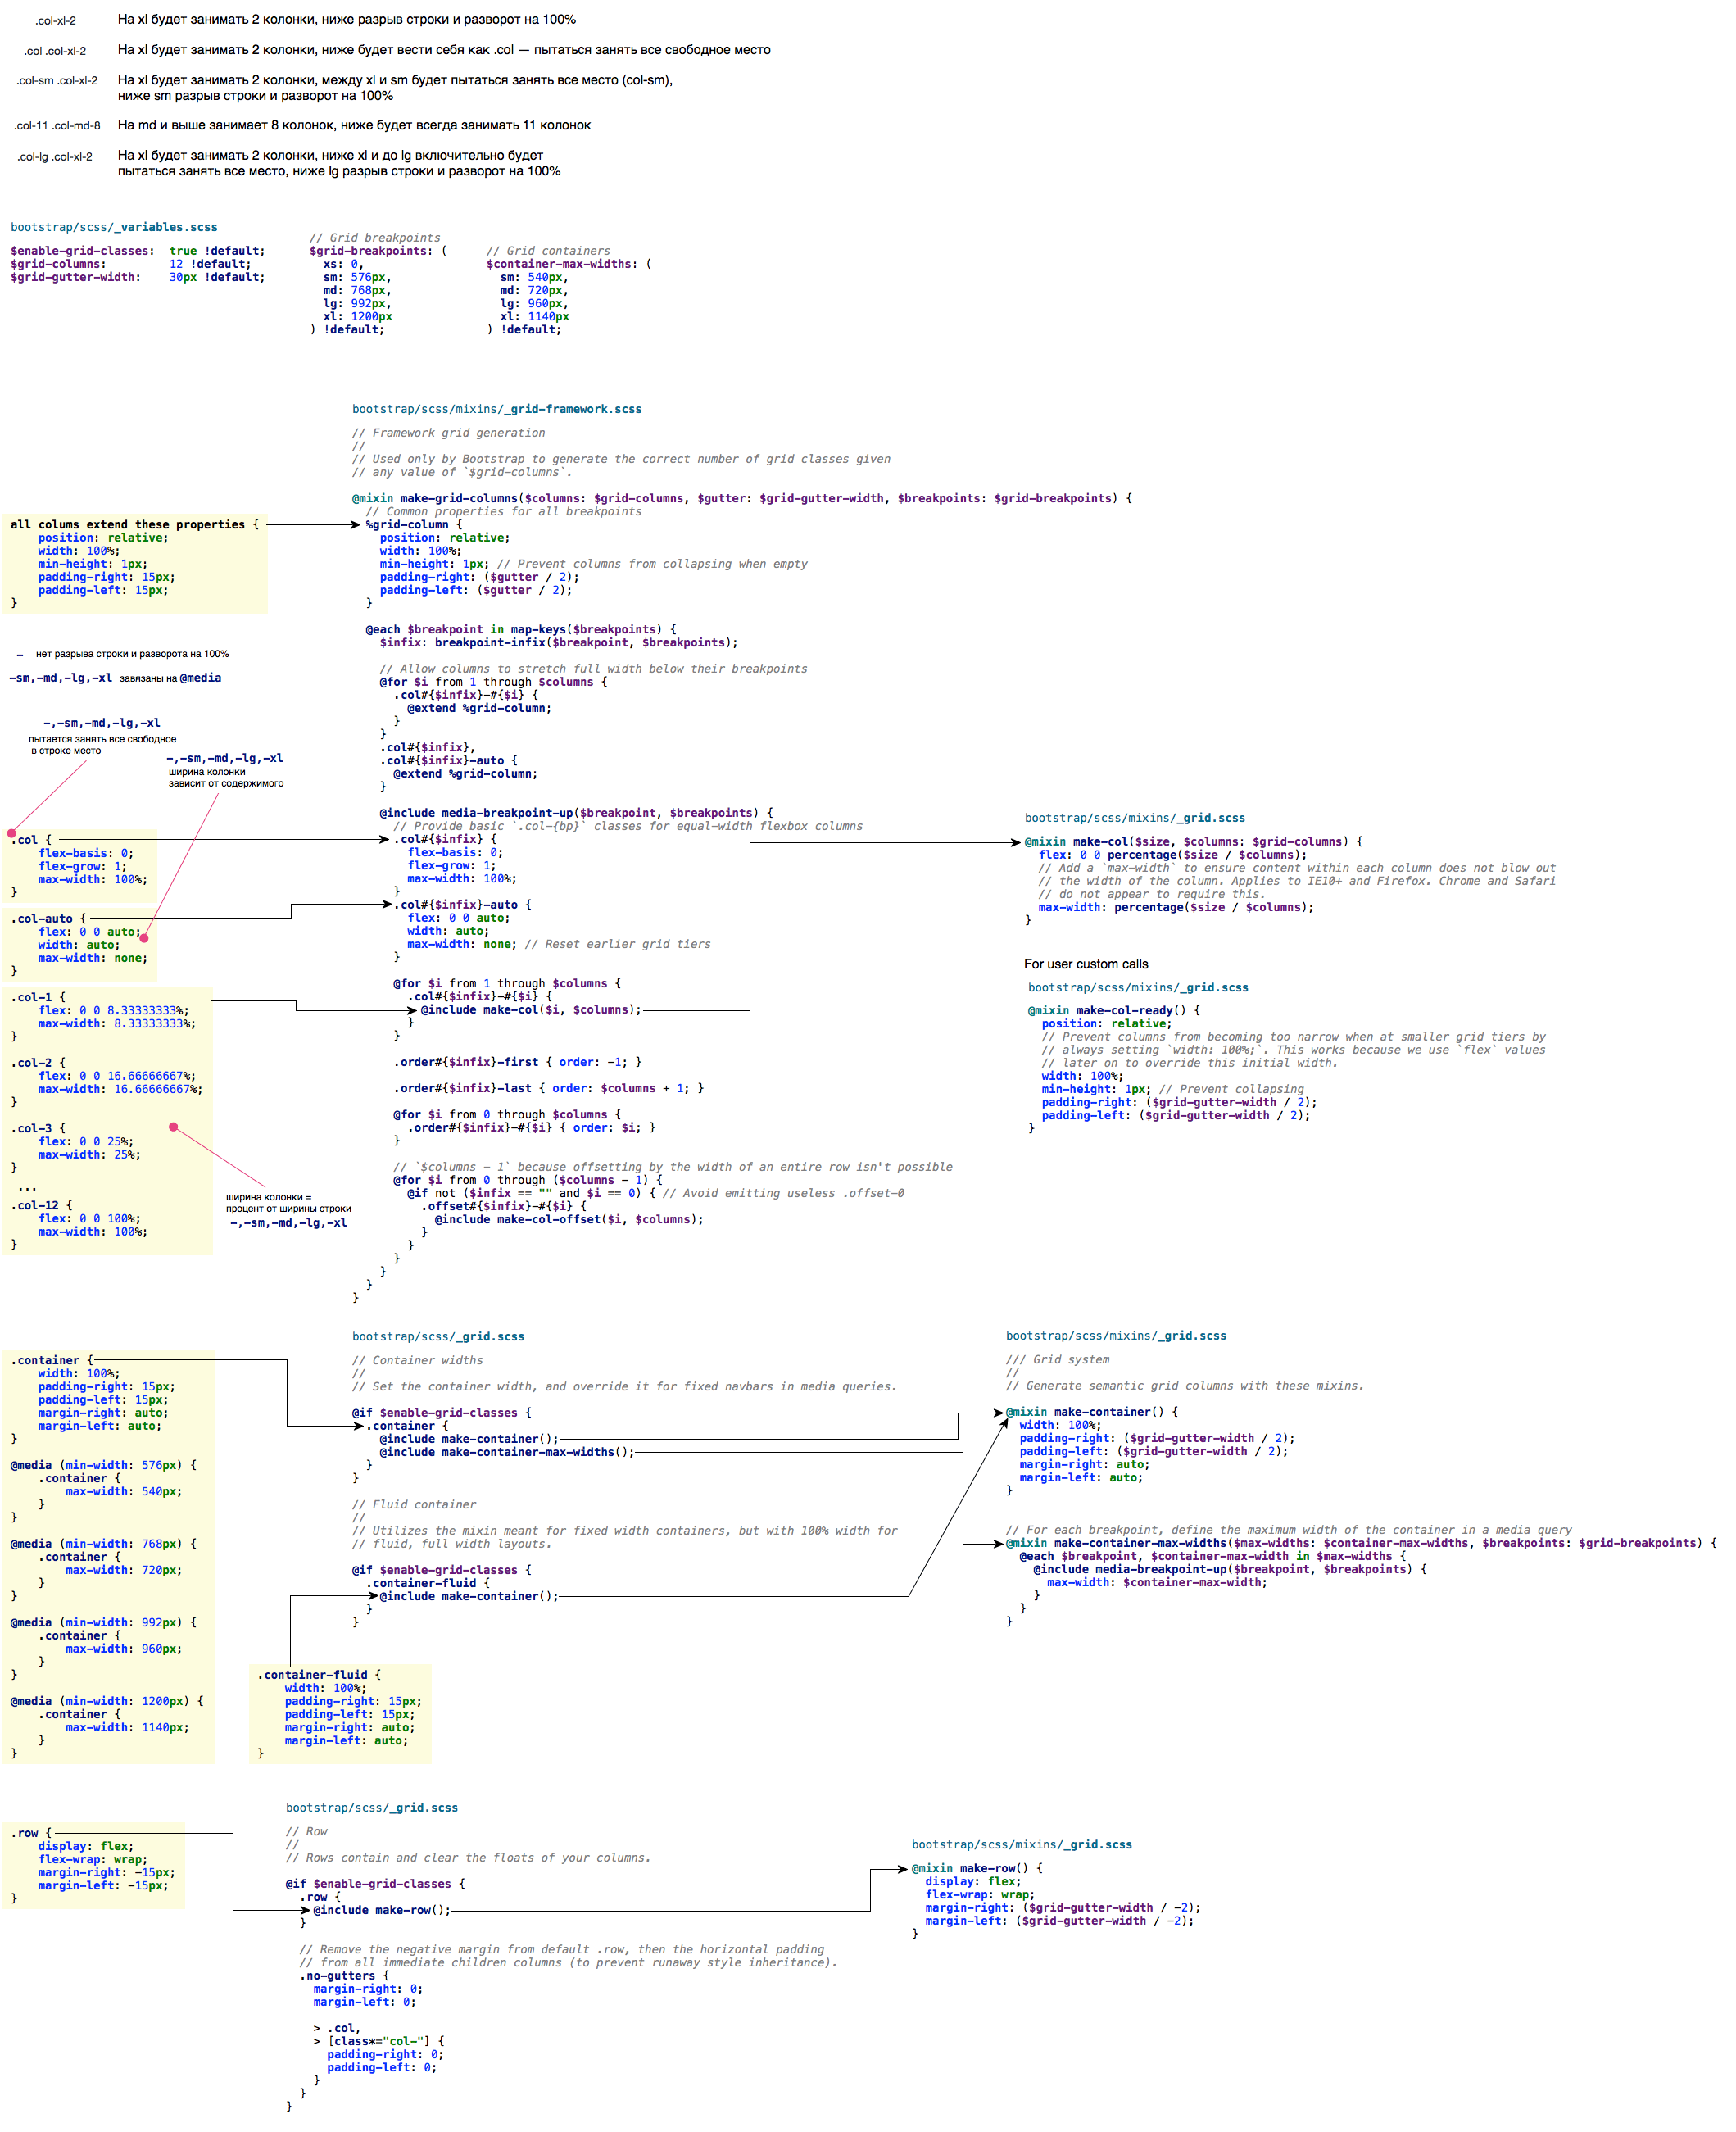 .col-xl-2 На xl будет занимать 2 колонки, ниже разрыв строки и разворот на 100%
.col .col-xl-2 На xl будет занимать 2 колонки, ниже будет вести себя как .col — пытаться занять все свободное место
.col-sm .col-xl-2 На xl будет занимать 2 колонки, между xl и sm будет пытаться занять все место (col-sm),
ниже sm разрыв строки и разворот на 100%
.col-11 .col-md-8 На md и выше занимает 8 колонок, ниже будет всегда занимать 11 колонок
.col-lg .col-xl-2 На xl будет занимать 2 колонки, ниже xl и до lg включительно будет
пытаться занять все место, ниже lg разрыв строки и разворот на 100%
bootstrap/scss/_variables.scss
$enable-grid-classes: true !default;
$grid-columns: 12 !default;
$grid-gutter-width: 30px !default;
// Grid breakpoints
$grid-breakpoints: (
xs: 0,
sm: 576px,
md: 768px,
lg: 992px,
xl: 1200px
) !default;
// Grid containers
$container-max-widths: (
sm: 540px,
md: 720px,
lg: 960px,
xl: 1140px
) !default;
bootstrap/scss/mixins/_grid-framework.scss
// Framework grid generation
//
// Used only by Bootstrap to generate the correct number of grid classes given
// any value of `$grid-columns`.
@mixin make-grid-columns($columns: $grid-columns, $gutter: $grid-gutter-width, $breakpoints: $grid-breakpoints) {
// Common properties for all breakpoints
%grid-column {
position: relative;
width: 100%;
min-height: 1px; // Prevent columns from collapsing when empty
padding-right: ($gutter / 2);
padding-left: ($gutter / 2);
}
@each $breakpoint in map-keys($breakpoints) {
$infix: breakpoint-infix($breakpoint, $breakpoints);
// Allow columns to stretch full width below their breakpoints
@for $i from 1 through $columns {
.col#{$infix}-#{$i} {
@extend %grid-column;
}
}
.col#{$infix},
.col#{$infix}-auto {
@extend %grid-column;
}
@include media-breakpoint-up($breakpoint, $breakpoints) {
// Provide basic `.col-{bp}` classes for equal-width flexbox columns
.col#{$infix} {
flex-basis: 0;
flex-grow: 1;
max-width: 100%;
}
.col#{$infix}-auto {
flex: 0 0 auto;
width: auto;
max-width: none; // Reset earlier grid tiers
}
@for $i from 1 through $columns {
.col#{$infix}-#{$i} {
@include make-col($i, $columns);
}
}
.order#{$infix}-first { order: -1; }
.order#{$infix}-last { order: $columns + 1; }
@for $i from 0 through $columns {
.order#{$infix}-#{$i} { order: $i; }
}
// `$columns - 1` because offsetting by the width of an entire row isn't possible
@for $i from 0 through ($columns - 1) {
@if not ($infix == "" and $i == 0) { // Avoid emitting useless .offset-0
.offset#{$infix}-#{$i} {
@include make-col-offset($i, $columns);
}
}
}
}
}
}
all colums extend these properties {
position: relative;
width: 100%;
min-height: 1px;
padding-right: 15px;
padding-left: 15px;
}
- нет разрыва строки и разворота на 100%
-sm,-md,-lg,-xl завязаны на @media
-,-sm,-md,-lg,-xl
пытается занять все свободное
в строке место
-,-sm,-md,-lg,-xl
ширина колонки
зависит от содержимого
.col {
flex-basis: 0;
flex-grow: 1;
max-width: 100%;
}
.col-auto {
flex: 0 0 auto;
width: auto;
max-width: none;
}
.col-1 {
flex: 0 0 8.33333333%;
max-width: 8.33333333%;
}
.col-2 {
flex: 0 0 16.66666667%;
max-width: 16.66666667%;
}
.col-3 {
flex: 0 0 25%;
max-width: 25%;
}
...
.col-12 {
flex: 0 0 100%;
max-width: 100%;
}
ширина колонки =
процент от ширины строки
-,-sm,-md,-lg,-xl
bootstrap/scss/mixins/_grid.scss
@mixin make-col($size, $columns: $grid-columns) {
flex: 0 0 percentage($size / $columns);
// Add a `max-width` to ensure content within each column does not blow out
// the width of the column. Applies to IE10+ and Firefox. Chrome and Safari
// do not appear to require this.
max-width: percentage($size / $columns);
}
For user custom calls
bootstrap/scss/mixins/_grid.scss
@mixin make-col-ready() {
position: relative;
// Prevent columns from becoming too narrow when at smaller grid tiers by
// always setting `width: 100%;`. This works because we use `flex` values
// later on to override this initial width.
width: 100%;
min-height: 1px; // Prevent collapsing
padding-right: ($grid-gutter-width / 2);
padding-left: ($grid-gutter-width / 2);
}
.container {
width: 100%;
padding-right: 15px;
padding-left: 15px;
margin-right: auto;
margin-left: auto;
}
@media (min-width: 576px) {
.container {
max-width: 540px;
}
}
@media (min-width: 768px) {
.container {
max-width: 720px;
}
}
@media (min-width: 992px) {
.container {
max-width: 960px;
}
}
@media (min-width: 1200px) {
.container {
max-width: 1140px;
}
}
bootstrap/scss/_grid.scss
// Container widths
//
// Set the container width, and override it for fixed navbars in media queries.
@if $enable-grid-classes {
.container {
@include make-container();
@include make-container-max-widths();
}
}
// Fluid container
//
// Utilizes the mixin meant for fixed width containers, but with 100% width for
// fluid, full width layouts.
@if $enable-grid-classes {
.container-fluid {
@include make-container();
}
}
.container-fluid {
width: 100%;
padding-right: 15px;
padding-left: 15px;
margin-right: auto;
margin-left: auto;
}
bootstrap/scss/mixins/_grid.scss
/// Grid system
//
// Generate semantic grid columns with these mixins.
@mixin make-container() {
width: 100%;
padding-right: ($grid-gutter-width / 2);
padding-left: ($grid-gutter-width / 2);
margin-right: auto;
margin-left: auto;
}
// For each breakpoint, define the maximum width of the container in a media query
@mixin make-container-max-widths($max-widths: $container-max-widths, $breakpoints: $grid-breakpoints) {
@each $breakpoint, $container-max-width in $max-widths {
@include media-breakpoint-up($breakpoint, $breakpoints) {
max-width: $container-max-width;
}
}
}
.row {
display: flex;
flex-wrap: wrap;
margin-right: -15px;
margin-left: -15px;
}
bootstrap/scss/_grid.scss
// Row
//
// Rows contain and clear the floats of your columns.
@if $enable-grid-classes {
.row {
@include make-row();
}
// Remove the negative margin from default .row, then the horizontal padding
// from all immediate children columns (to prevent runaway style inheritance).
.no-gutters {
margin-right: 0;
margin-left: 0;
> .col,
> [class*="col-"] {
padding-right: 0;
padding-left: 0;
}
}
}
bootstrap/scss/mixins/_grid.scss
@mixin make-row() {
display: flex;
flex-wrap: wrap;
margin-right: ($grid-gutter-width / -2);
margin-left: ($grid-gutter-width / -2);
}